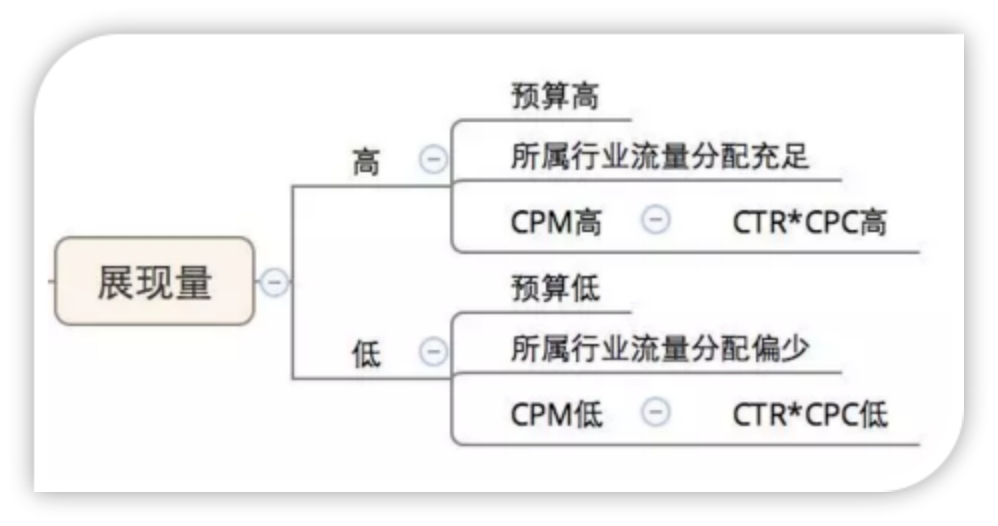 展现量
高
预算高
所属行业流量分配充足
CPM高
CTR*CPC高
低
预算低
所属行业流量分配偏少
CPM低
CTR*CPC低